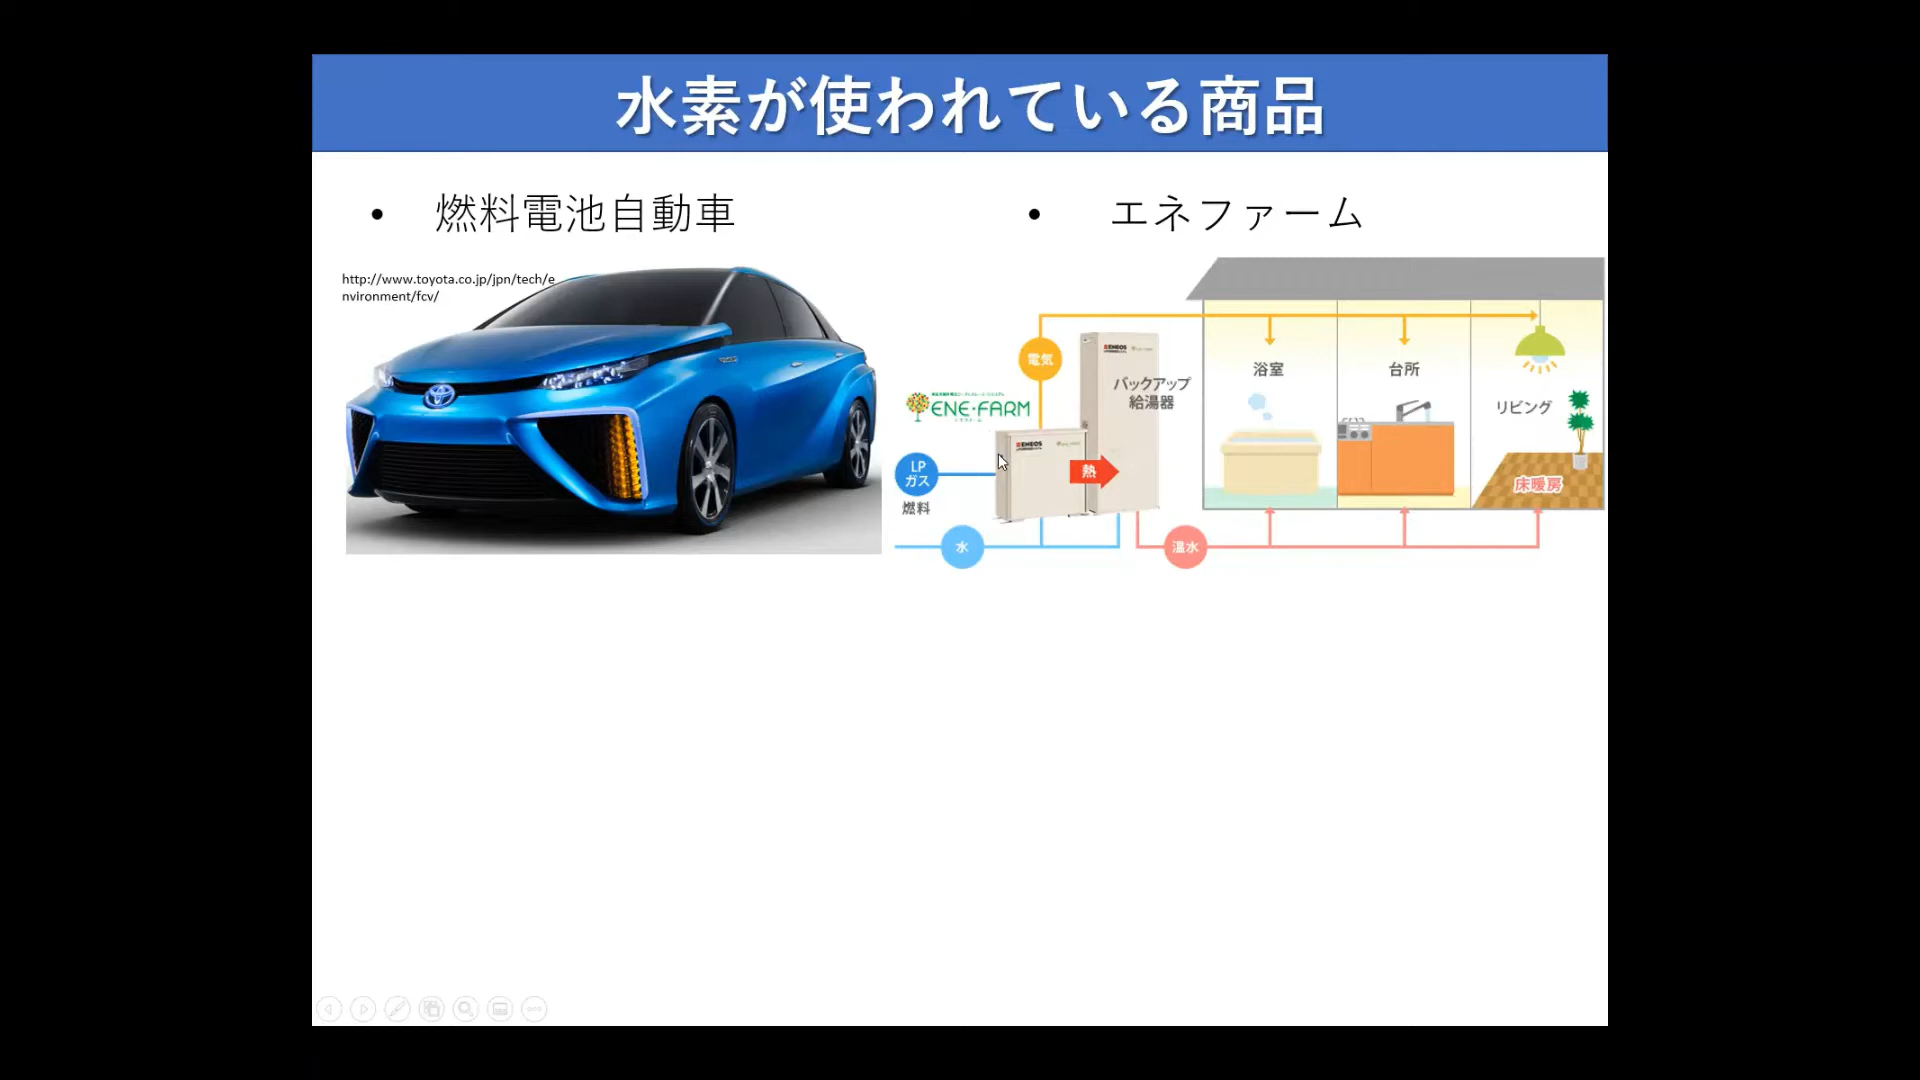 水素が使われている商品
• 燃料電池自動車
http://www.toyota.co.jp/jpn/tech/e
nvironment/fcv/
• エネファーム
電気
ENEOS
バックアップ
給湯器
ENE・FARM
ENEOS
LP
ガス
燃料
熱
水
温水
浴室
台所
リビング
床暖房